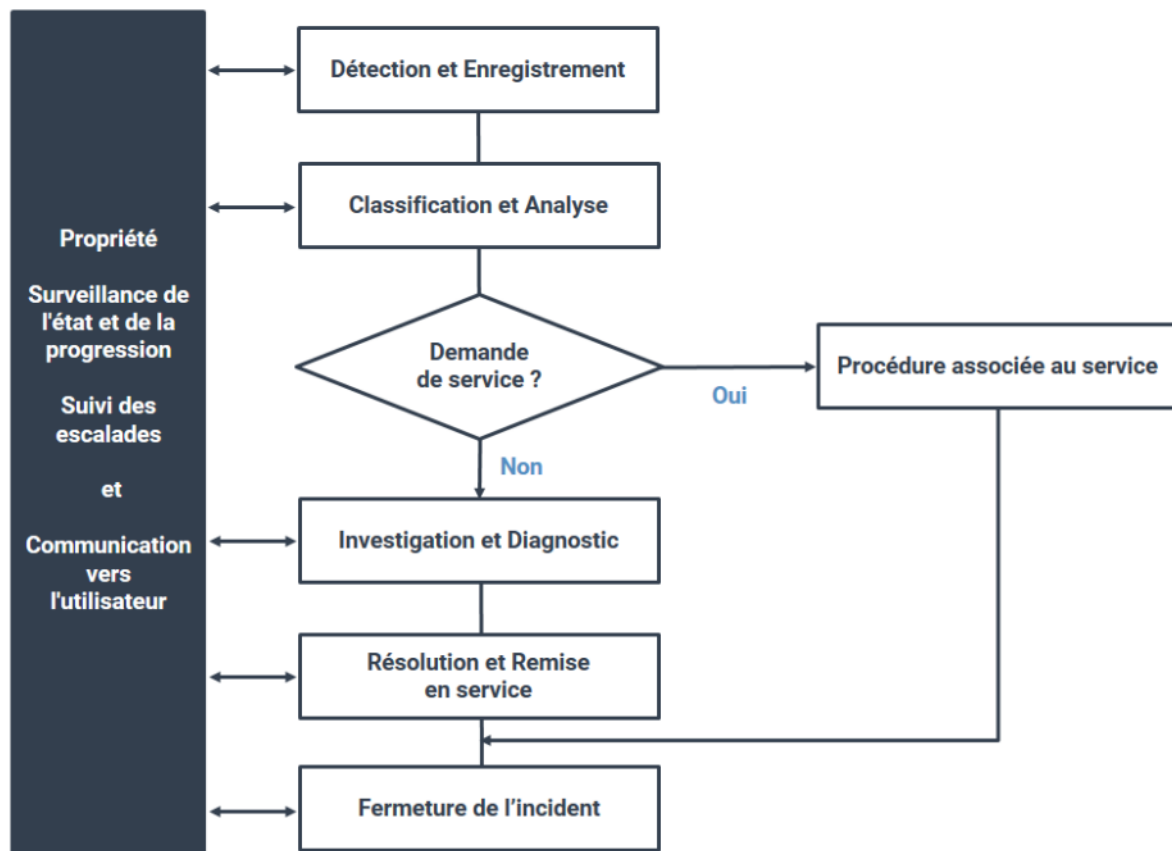 Détection et Enregistrement
Classification et Analyse
Propriété
Surveillance de
l'état et de la
progression
Suivi des
escalades
et
Communication
vers
l'utilisateur
Demande
de service ?
Oui
Procédure associée au service
Non
Investigation et Diagnostic
Résolution et Remise
en service
Fermeture de l’incident